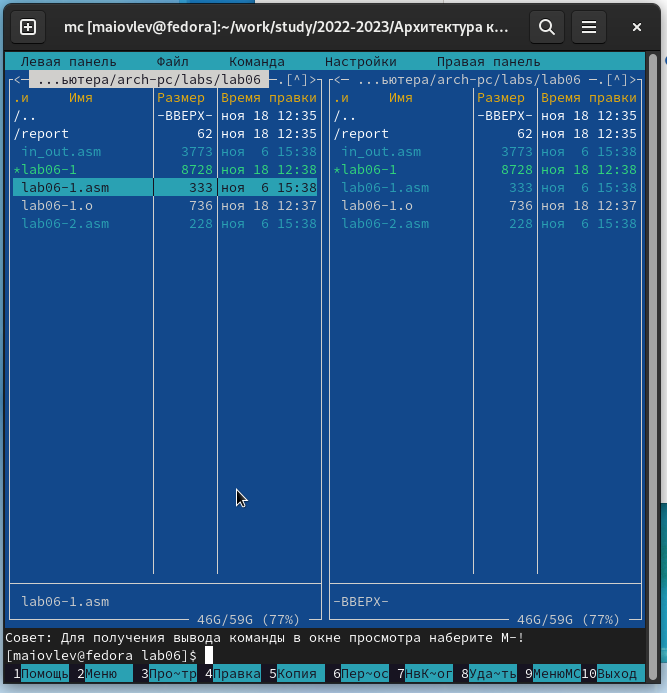 mc [maiovlev@fedora]:~/work/study/2022-2023/Архитектура к...
Левая панель Файл Команда Настройки Правая панель
<─ ...ьютера/arch-pc/labs/lab06 ─.[^]> <─ ...ьютера/arch-pc/labs/lab06 ─.[^]>
.и Имя Размер Время правки .и Имя Размер Время правки
/.. -ВВЕРХ- ноя 18 12:35 /.. -ВВЕРХ- ноя 18 12:35
/report 62 ноя 18 12:35 /report 62 ноя 18 12:35
in_out.asm 3773 ноя 6 15:38 in_out.asm 3773 ноя 6 15:38
*lab06-1 8728 ноя 18 12:38 *lab06-1 8728 ноя 18 12:38
lab06-1.asm 333 ноя 6 15:38 lab06-1.asm 333 ноя 6 15:38
lab06-1.o 736 ноя 18 12:37 lab06-1.o 736 ноя 18 12:37
lab06-2.asm 228 ноя 6 15:38 lab06-2.asm 228 ноя 6 15:38
lab06-1.asm -ВВЕРХ-
46G/59G (77%) 46G/59G (77%)
Совет: Для получения вывода команды в окне просмотра наберите M-!
[maiovlev@fedora lab06]$
1Помощь 2Меню 3Про~тр 4Правка 5Копия 6Пер~ос 7НвК~ог 8Уда~ть 9МенюMC 10Выход